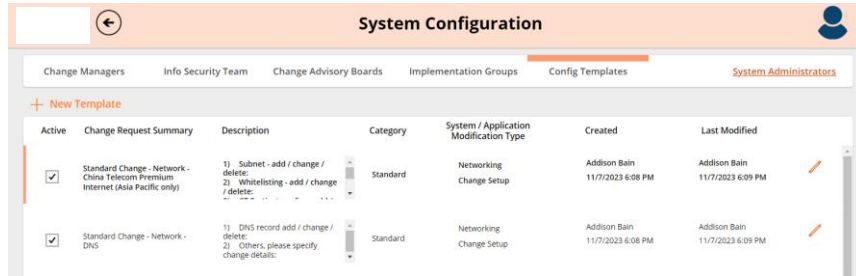 System Configuration
Change Managers Info Security Team Change Advisory Boards Implementation Groups Config Templates System Administrators
+ New Template
Active Change Request Summary Description Category System / Application Modification Type Created Last Modified
Standard Change - Network -
China Telecom Premium
Internet (Asia Pacific only)
1) Subnet - add / change /
delete:
2) Whitelisting - add / change
/ delete:
Standard
Networking
Change Setup
Addison Bain
11/7/2023 6:08 PM
Addison Bain
11/7/2023 6:09 PM
Standard Change - Network -
DNS
1) DNS record add / change /
delete:
2) Others, please specify
change details:
Standard
Networking
Change Setup
Addison Bain
11/7/2023 6:08 PM
Addison Bain
11/7/2023 6:09 PM